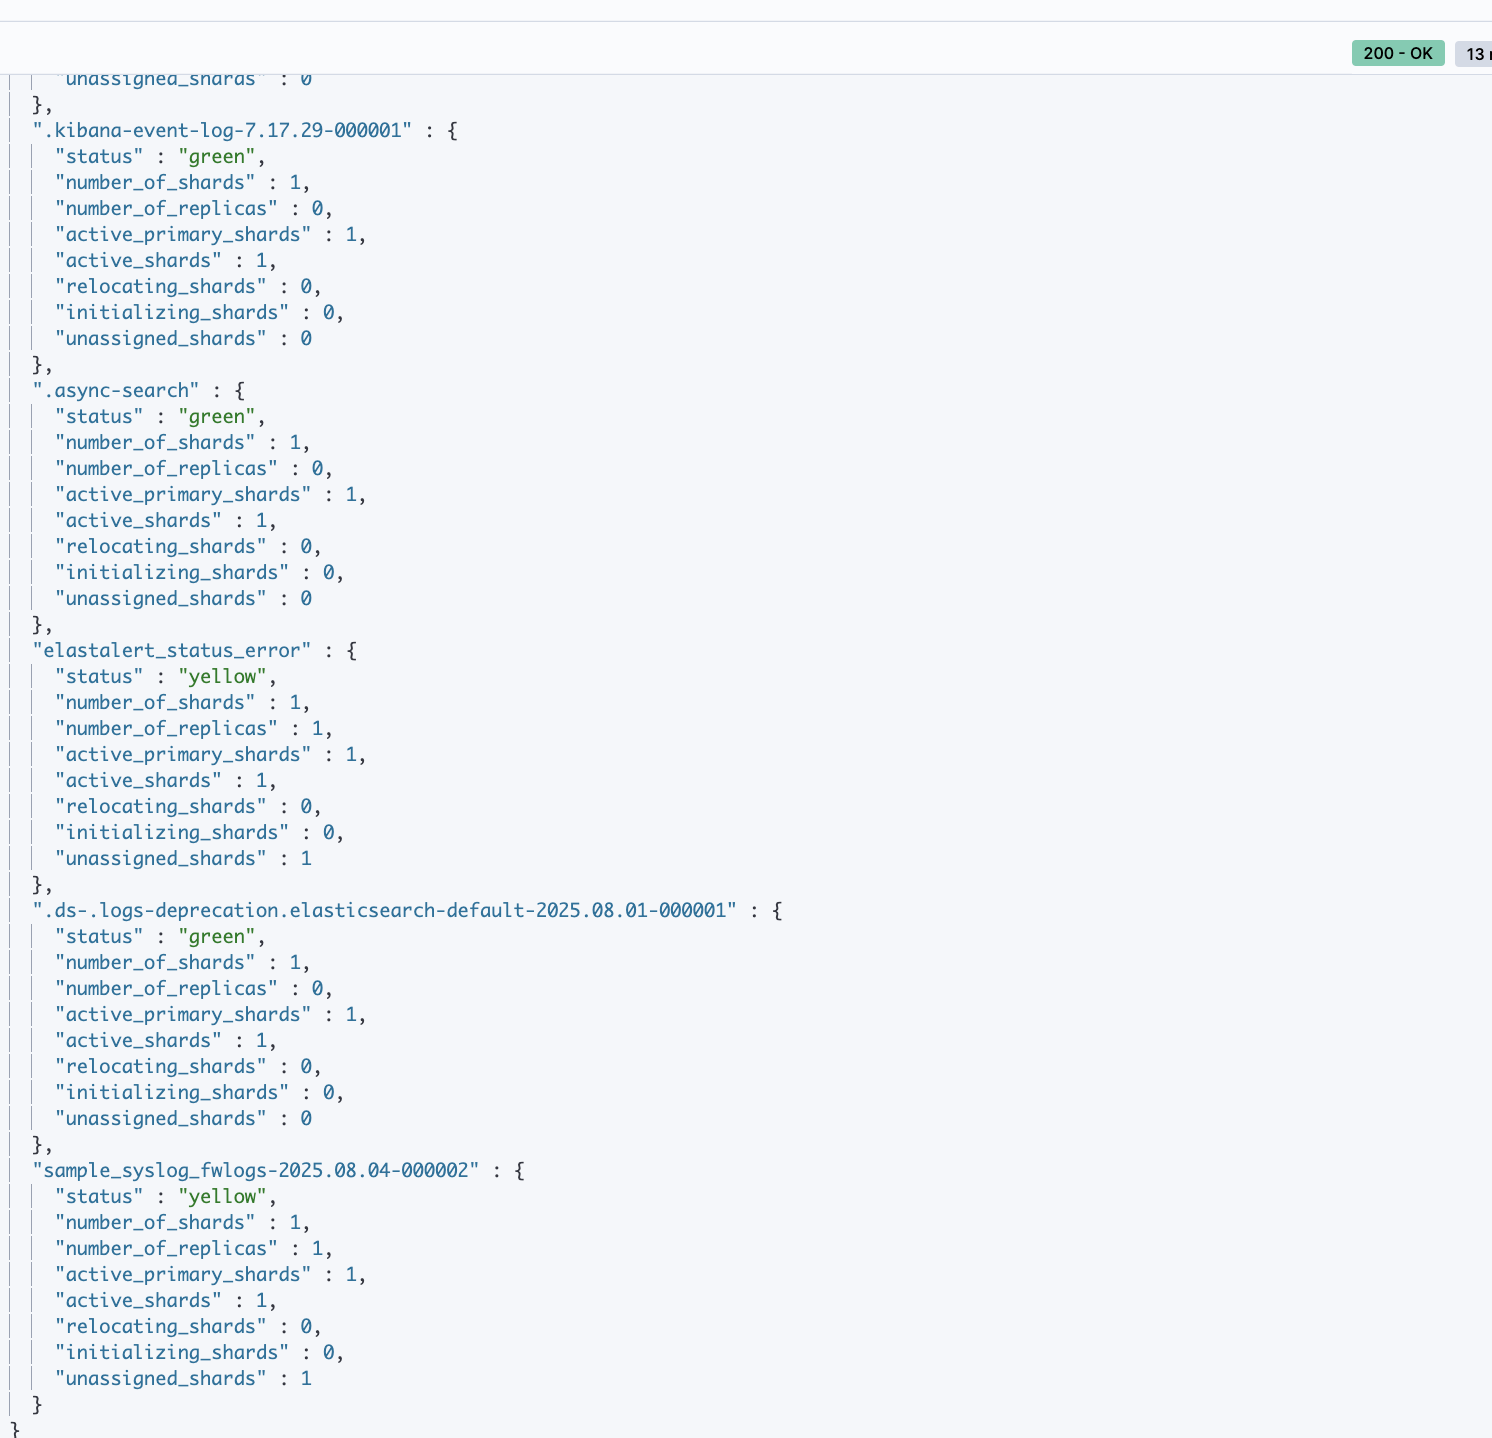 200 - OK
13
"unassigned_shards" : 0
},
".kibana-event-log-7.17.29-000001" : {
"status" : "green",
"number_of_shards" : 1,
"number_of_replicas" : 0,
"active_primary_shards" : 1,
"active_shards" : 1,
"relocating_shards" : 0,
"initializing_shards" : 0,
"unassigned_shards" : 0
},
".async-search" : {
"status" : "green",
"number_of_shards" : 1,
"number_of_replicas" : 0,
"active_primary_shards" : 1,
"active_shards" : 1,
"relocating_shards" : 0,
"initializing_shards" : 0,
"unassigned_shards" : 0
},
"elastalert_status_error" : {
"status" : "yellow",
"number_of_shards" : 1,
"number_of_replicas" : 1,
"active_primary_shards" : 1,
"active_shards" : 1,
"relocating_shards" : 0,
"initializing_shards" : 0,
"unassigned_shards" : 1
},
".ds-.logs-deprecation.elasticsearch-default-2025.08.01-000001" : {
"status" : "green",
"number_of_shards" : 1,
"number_of_replicas" : 0,
"active_primary_shards" : 1,
"active_shards" : 1,
"relocating_shards" : 0,
"initializing_shards" : 0,
"unassigned_shards" : 0
},
"sample_syslog_fwlogs-2025.08.04-000002" : {
"status" : "yellow",
"number_of_shards" : 1,
"number_of_replicas" : 1,
"active_primary_shards" : 1,
"active_shards" : 1,
"relocating_shards" : 0,
"initializing_shards" : 0,
"unassigned_shards" : 1
}
}